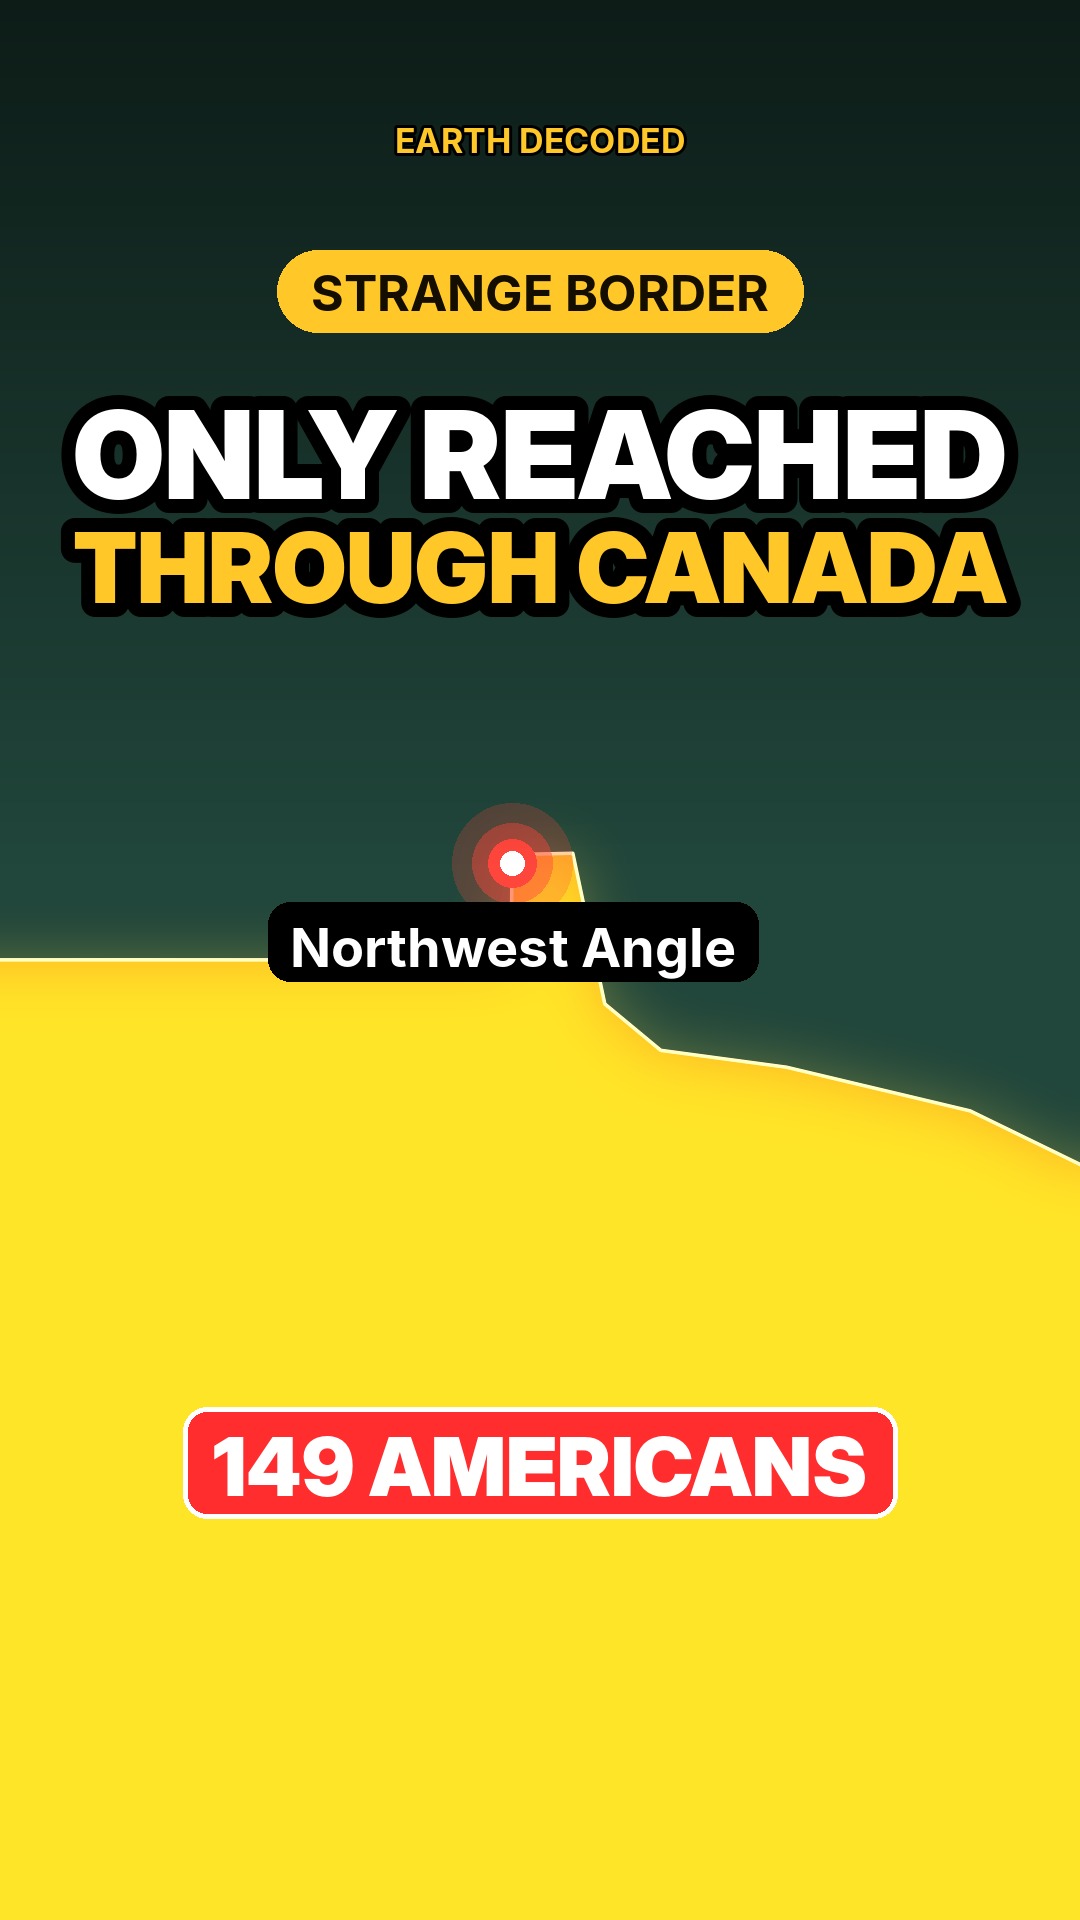 EARTH DECODED
STRANGE BORDER
ONLY REACHED
THROUGH CANADA
Northwest Angle
149 AMERICANS